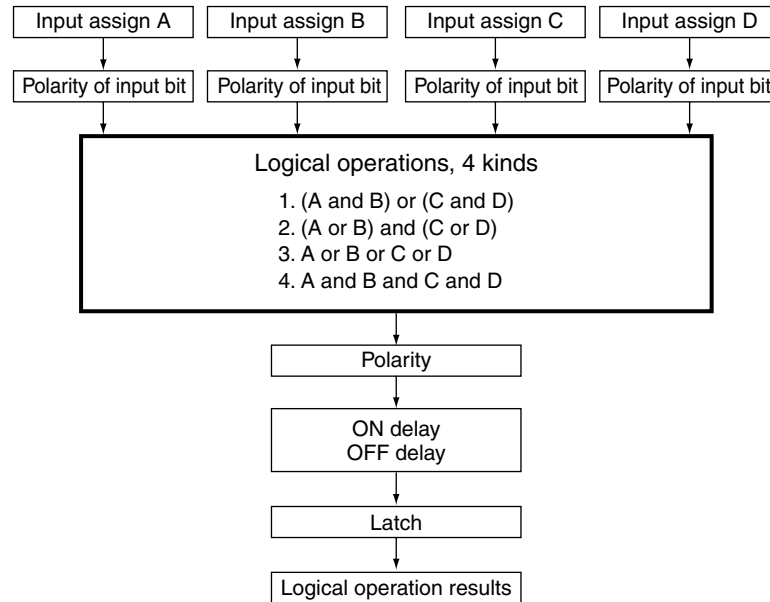 Input assign A
Input assign B
Input assign C
Input assign D
Polarity of input bit
Polarity of input bit
Polarity of input bit
Polarity of input bit
Logical operations, 4 kinds
1. (A and B) or (C and D)
2. (A or B) and (C or D)
3. A or B or C or D
4. A and B and C and D
Polarity
ON delay
OFF delay
Latch
Logical operation results